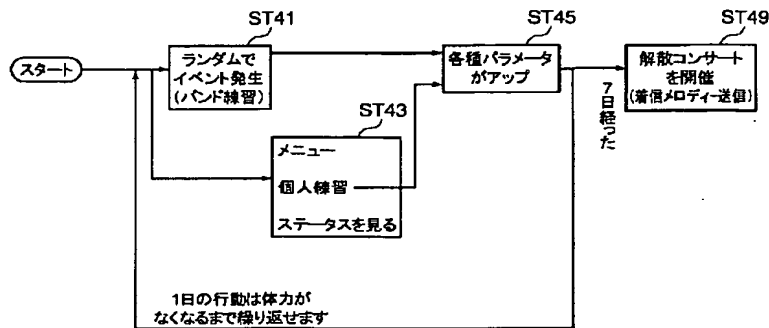 ST41
ST45
ST49
スタート
ランダムで
イベント発生
(バンド練習)
各種パラメータ
がアップ
解散コンサート
を開催
(着信メロディー送信)
7日経った
ST43
メニュー
個人練習
ステータスを見る
1日の行動は体力が
なくなるまで繰り返せます